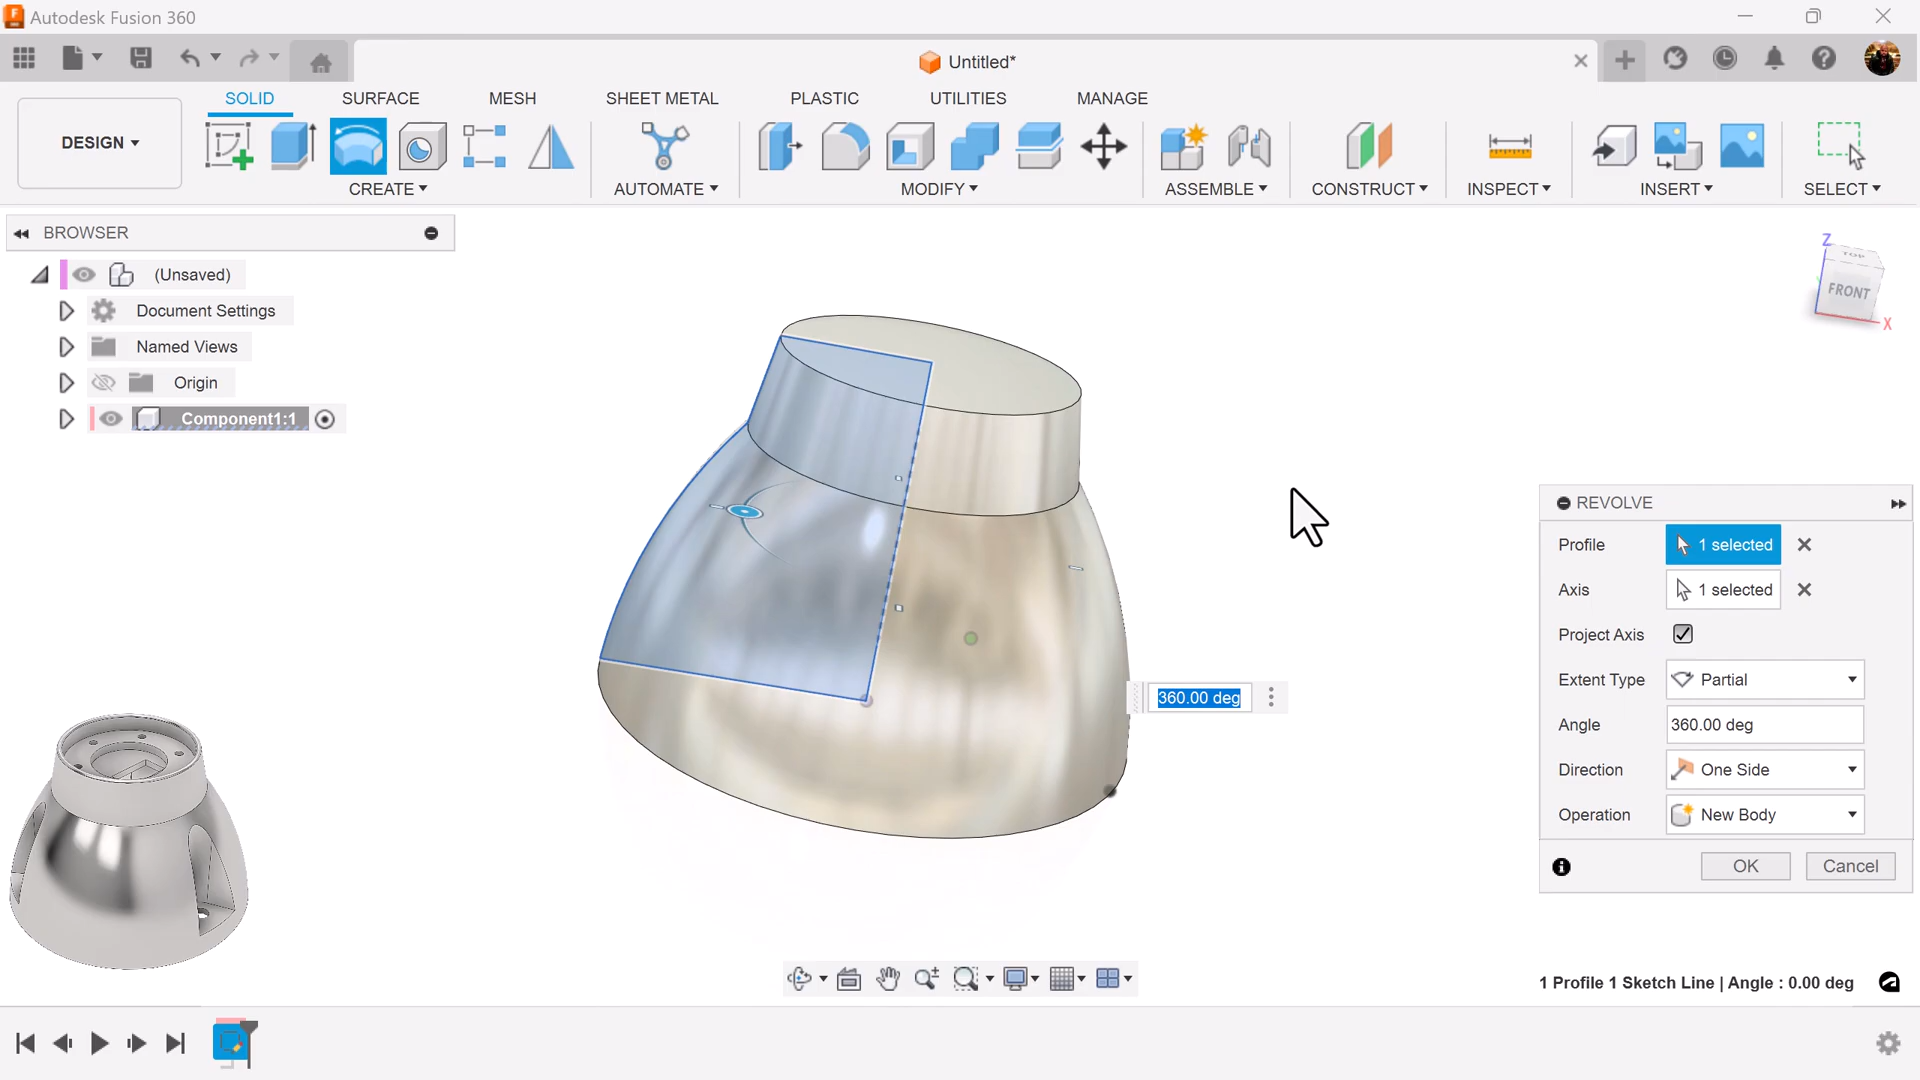 Autodesk Fusion 360
Untitled*
SOLID SURFACE MESH SHEET METAL PLASTIC UTILITIES MANAGE
DESIGN
CREATE AUTOMATE MODIFY ASSEMBLE CONSTRUCT INSPECT INSERT SELECT
BROWSER
(Unsaved)
Document Settings
Named Views
Origin
Component1:1
Z
TOP
FRONT
X
360.00 deg
REVOLVE
Profile 1 selected
Axis 1 selected
Project Axis
Extent Type Partial
Angle 360.00 deg
Direction One Side
Operation New Body
OK Cancel
1 Profile 1 Sketch Line | Angle : 0.00 deg